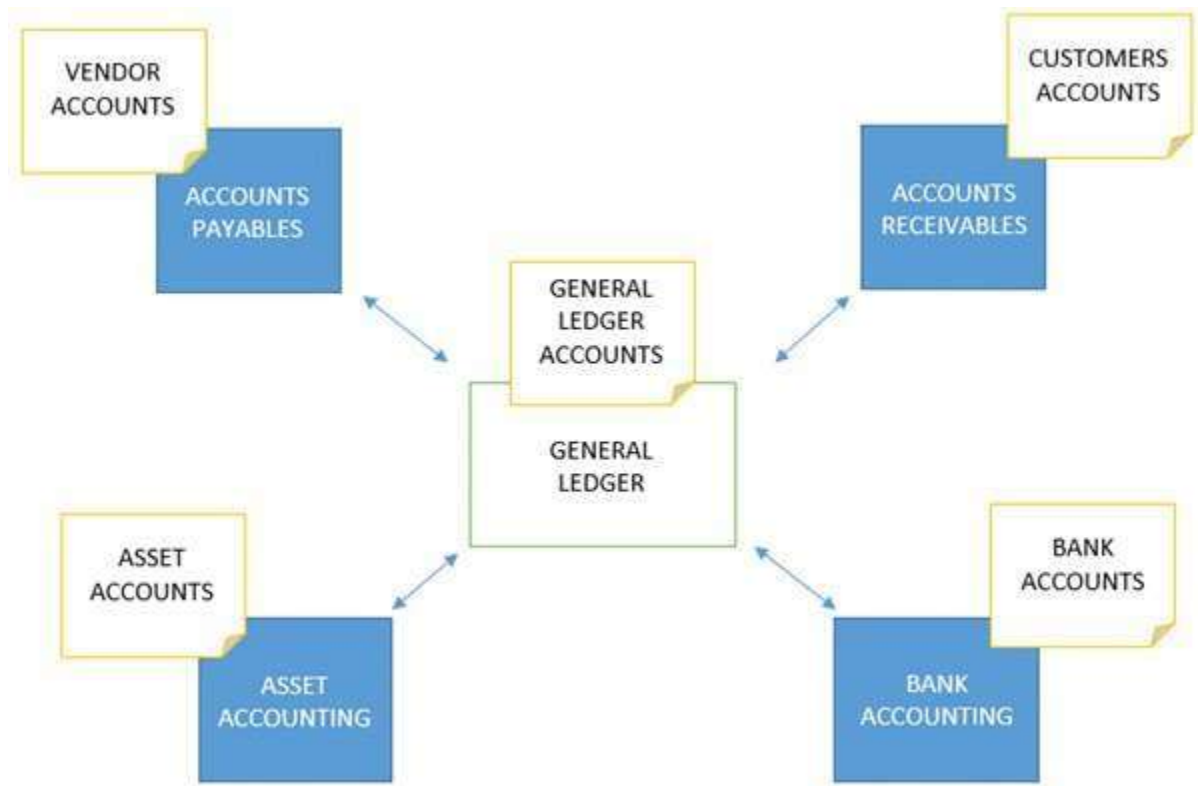 VENDOR
ACCOUNTS
ACCOUNTS
PAYABLES
CUSTOMERS
ACCOUNTS
ACCOUNTS
RECEIVABLES
GENERAL
LEDGER
ACCOUNTS
GENERAL
LEDGER
ASSET
ACCOUNTS
ASSET
ACCOUNTING
BANK
ACCOUNTS
BANK
ACCOUNTING